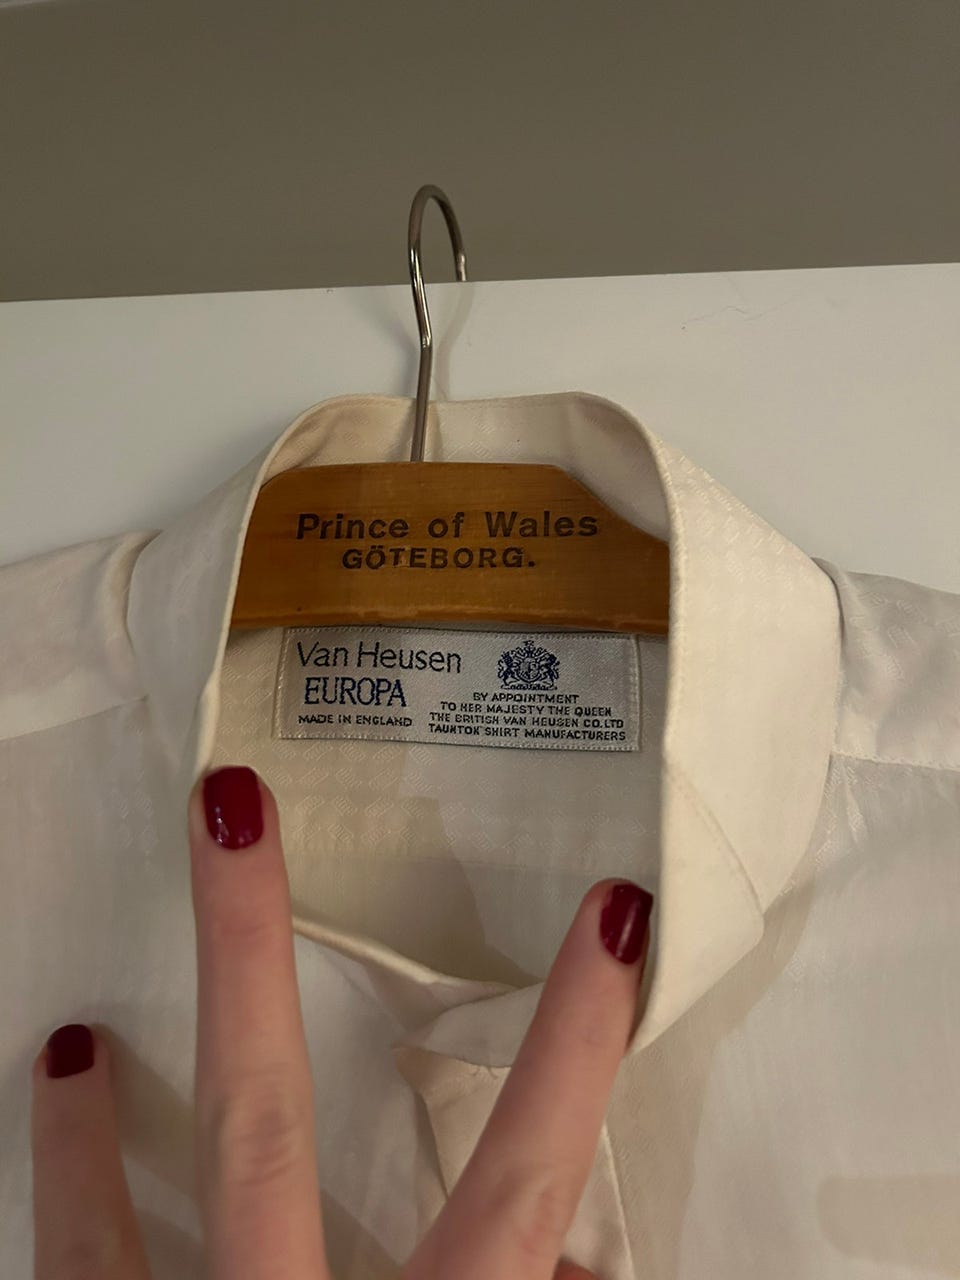 Prince of Wales
GÖTEBORG.
Van Heusen
EUROPA
MADE IN ENGLAND
BY APPOINTMENT
TO HER MAJESTY THE QUEEN
THE BRITISH VAN HEUSEN CO. LTD
TAUNTON SHIRT MANUFACTURERS